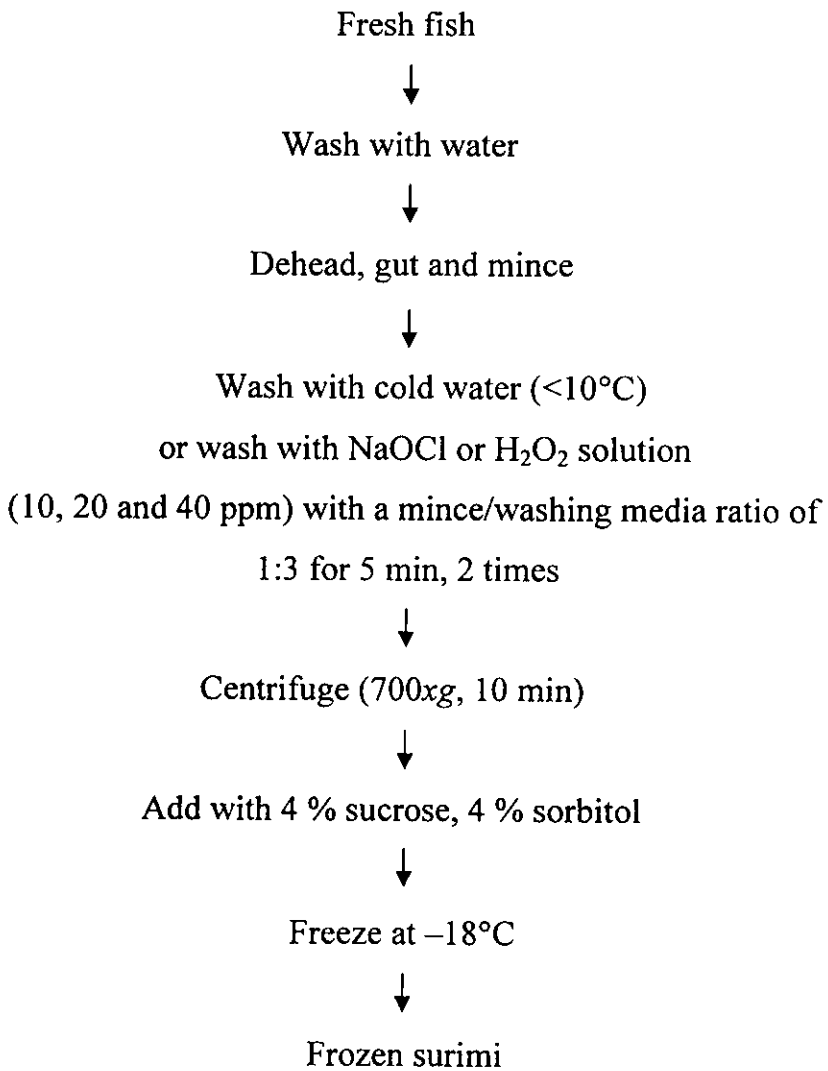 Fresh fish
↓
Wash with water
↓
Dehead, gut and mince
↓
Wash with cold water (<10°C)
or wash with NaOCl or H₂O₂ solution
(10, 20 and 40 ppm) with a mince/washing media ratio of
1:3 for 5 min, 2 times
↓
Centrifuge (700xg, 10 min)
↓
Add with 4 % sucrose, 4 % sorbitol
↓
Freeze at –18°C
↓
Frozen surimi